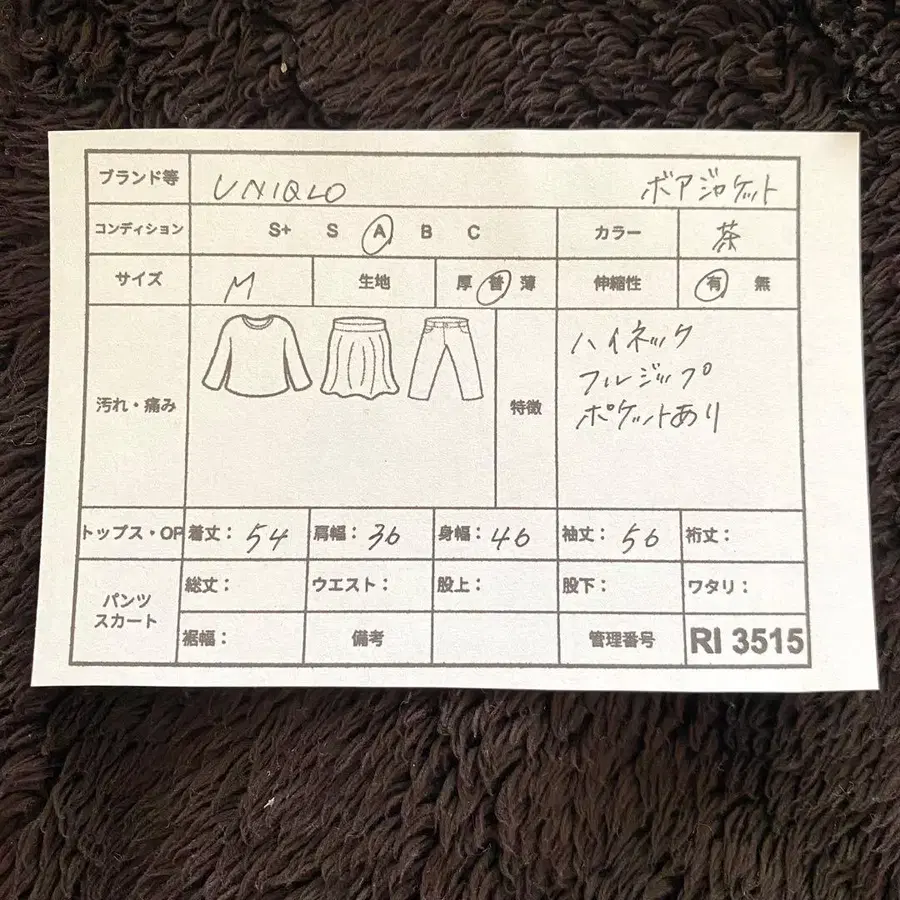 ブランド等 UNIQLO ボアジャケット
コンディション S+ S A B C カラー 茶
サイズ M 生地 厚 普 薄 伸縮性 有 無
汚れ・痛み 特徴 ハイネック
フルジップ
ポケットあり
トップス・OP 着丈: 54 肩幅: 36 身幅: 46 袖丈: 56 裄丈:
パンツ
スカート
総丈: ウエスト: 股上: 股下: ワタリ:
裾幅: 備考 管理番号 RI 3515